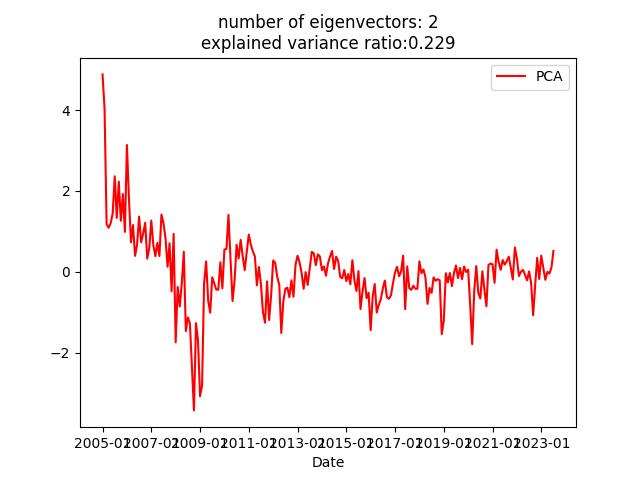 number of eigenvectors: 2
explained variance ratio:0.229
PCA
4
2
0
−2
2005-01 2007-01 2009-01 2011-01 2013-01 2015-01 2017-01 2019-01 2021-01 2023-01
Date